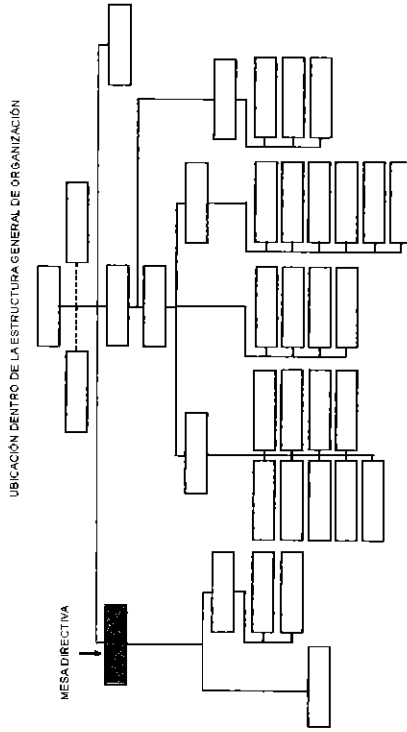 UBICACIÓN DENTRO DE LA ESTRUCTURA GENERAL DE ORGANIZACIÓN
MESA DIRECTIVA